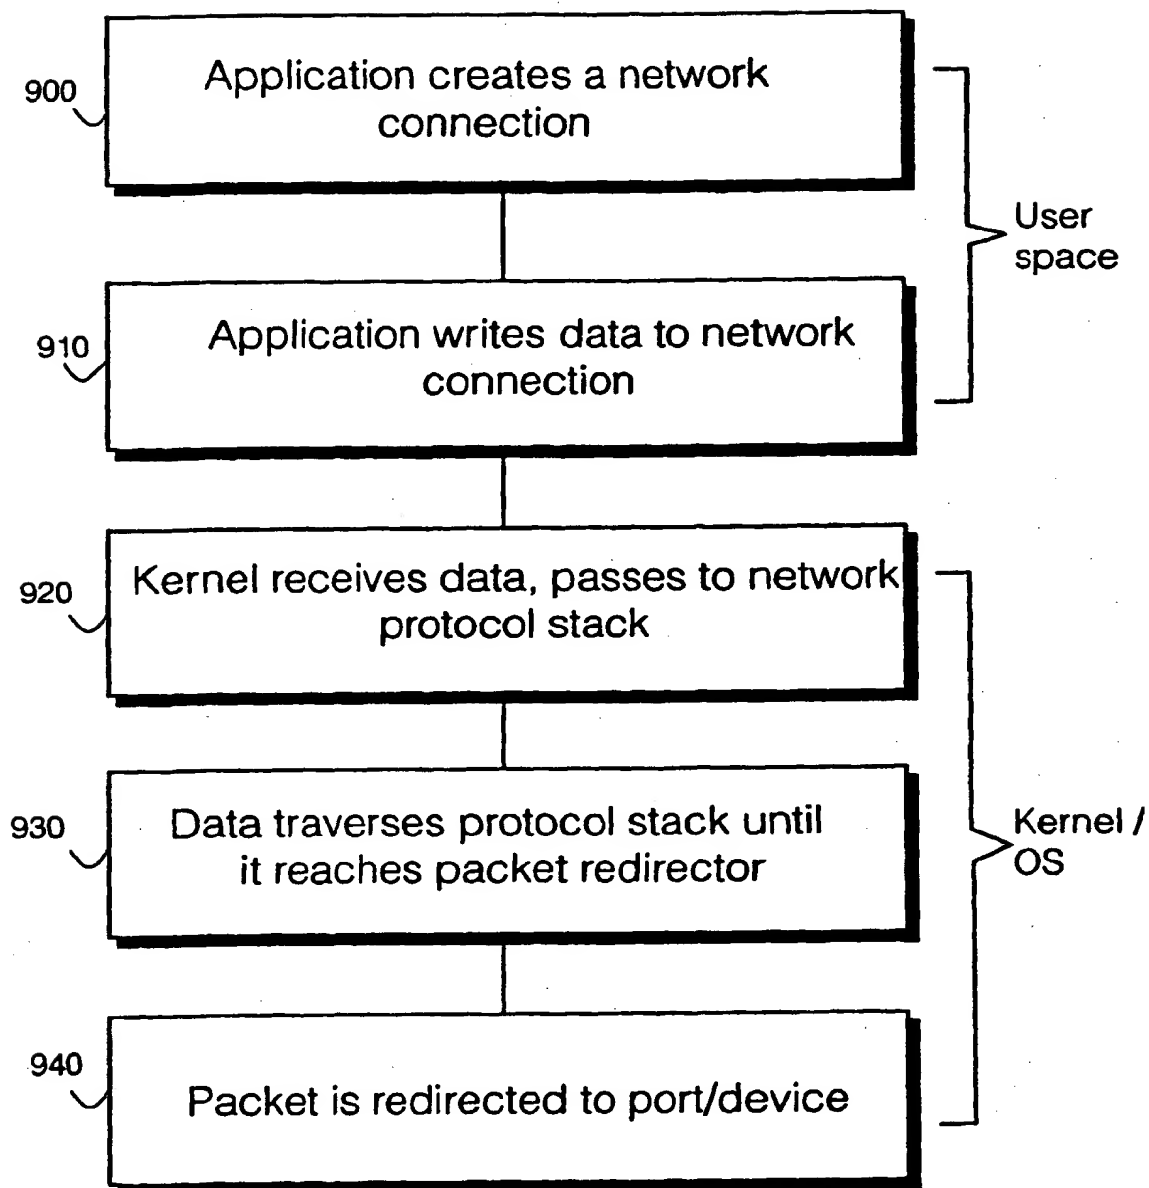 900
Application creates a network
connection
User
space
910
Application writes data to network
connection
920
Kernel receives data, passes to network
protocol stack
930
Data traverses protocol stack until
it reaches packet redirector
Kernel /
OS
940
Packet is redirected to port/device